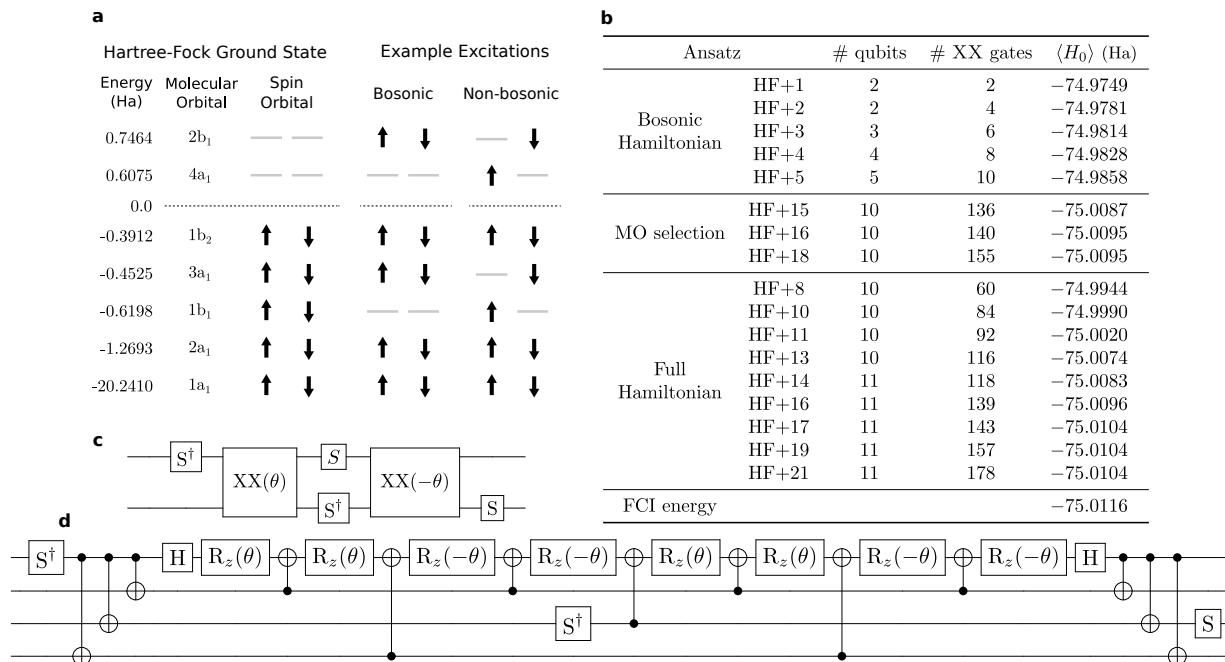 a
Hartree-Fock Ground State Example Excitations
Energy (Ha) Molecular Orbital Spin Orbital Bosonic Non-bosonic
0.7464 2b₁
0.6075 4a₁
0.0
-0.3912 1b₂
-0.4525 3a₁
-0.6198 1b₁
-1.2693 2a₁
-20.2410 1a₁
b
Ansatz # qubits # XX gates ⟨H₀⟩ (Ha)
Bosonic Hamiltonian
HF+1 2 2 −74.9749
HF+2 2 4 −74.9781
HF+3 3 6 −74.9814
HF+4 4 8 −74.9828
HF+5 5 10 −74.9858
MO selection
HF+15 10 136 −75.0087
HF+16 10 140 −75.0095
HF+18 10 155 −75.0095
Full Hamiltonian
HF+8 10 60 −74.9944
HF+10 10 84 −74.9990
HF+11 10 92 −75.0020
HF+13 10 116 −75.0074
HF+14 11 118 −75.0083
HF+16 11 139 −75.0096
HF+17 11 143 −75.0104
HF+19 11 157 −75.0104
HF+21 11 178 −75.0104
FCI energy −75.0116
c
S† XX(θ) S XX(−θ)
S† S
d
S† H R_z(θ) R_z(θ) R_z(−θ) R_z(−θ) R_z(θ) R_z(θ) R_z(−θ) R_z(−θ) H
S† S